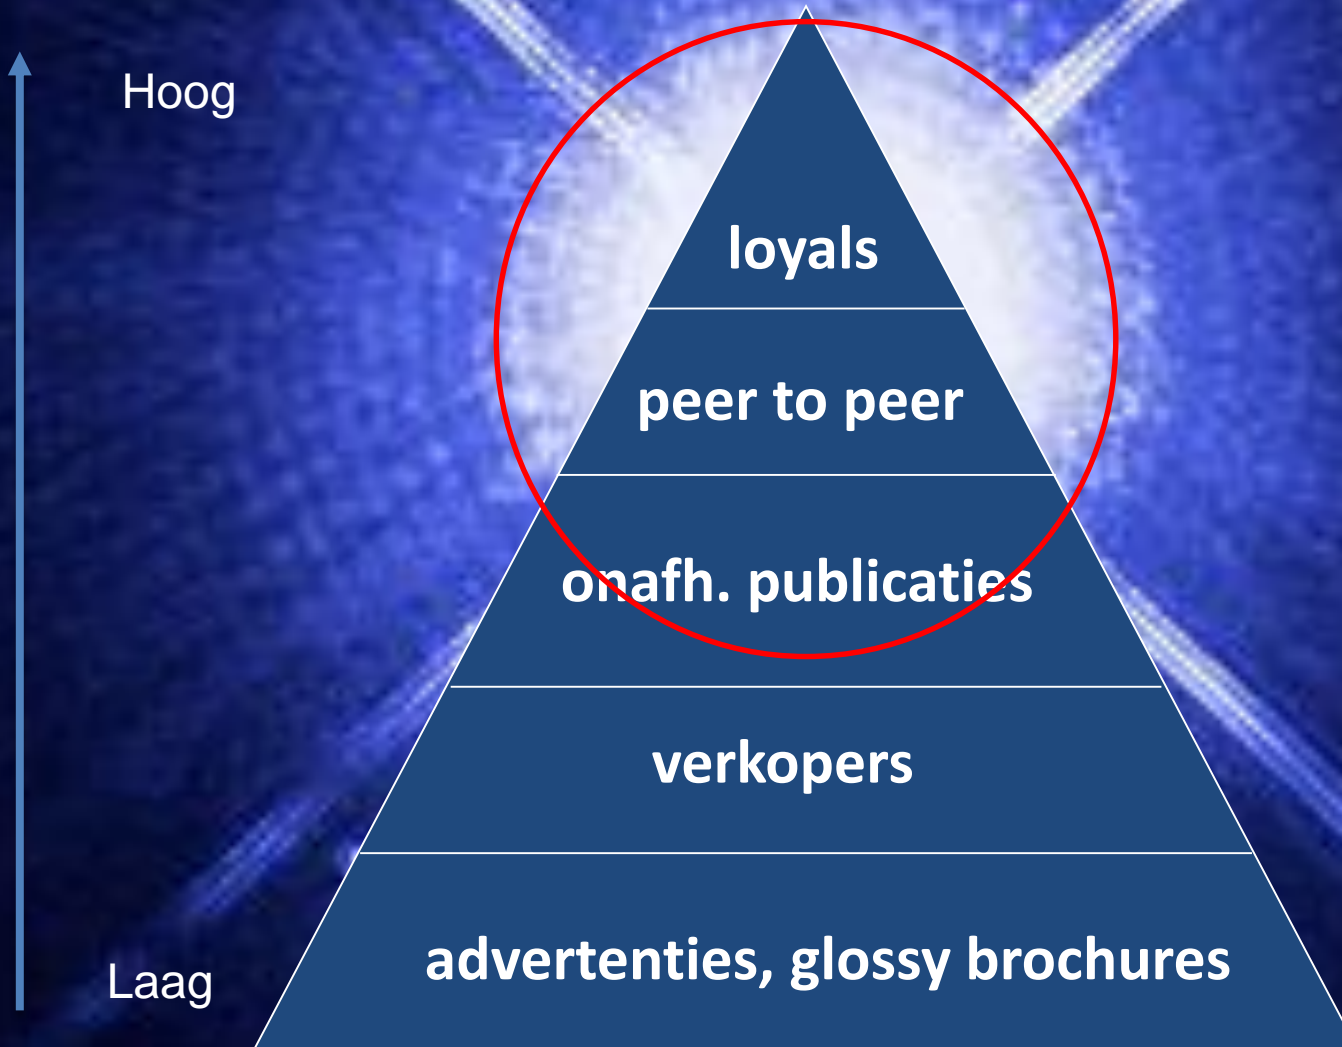 Hoog
loyals
peer to peer
onafh. publicaties
verkopers
advertenties, glossy brochures
Laag